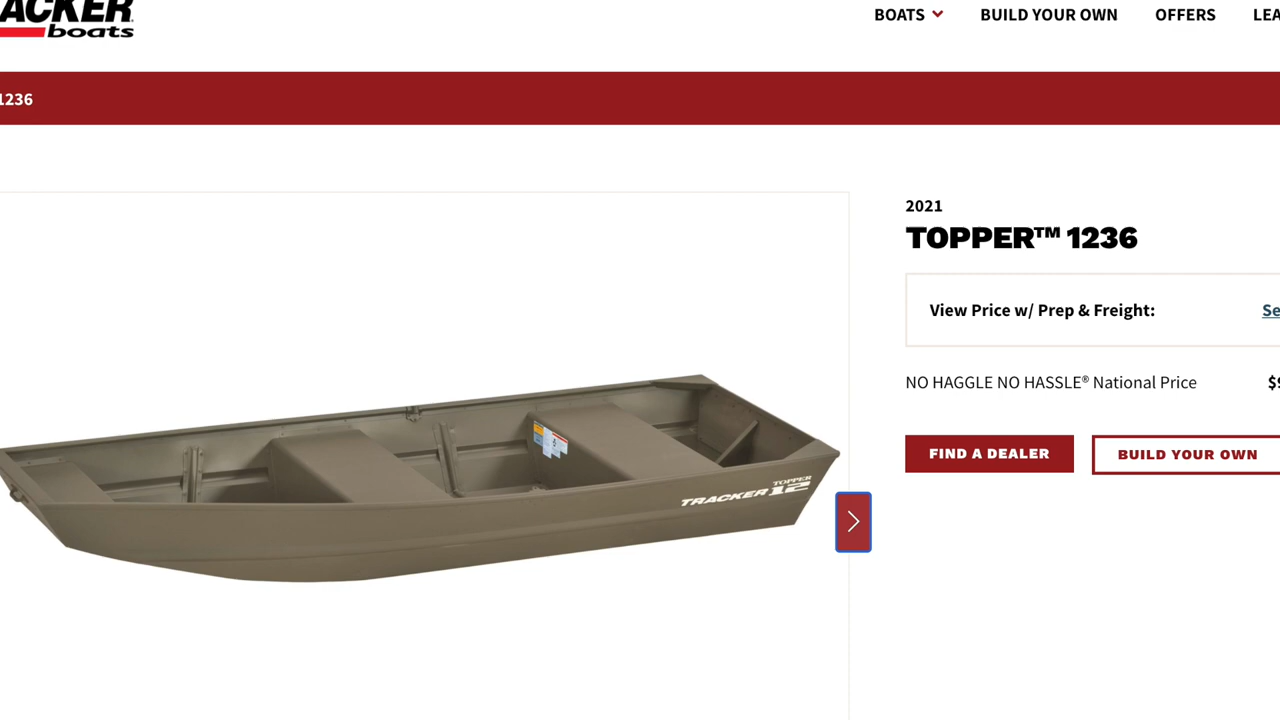 ACKER
boats
BOATS
BUILD YOUR OWN
OFFERS
LEA
1236
2021
TOPPER™ 1236
View Price w/ Prep & Freight:
Se
NO HAGGLE NO HASSLE® National Price
$9
FIND A DEALER
BUILD YOUR OWN
TOPPER
TRACKER 12